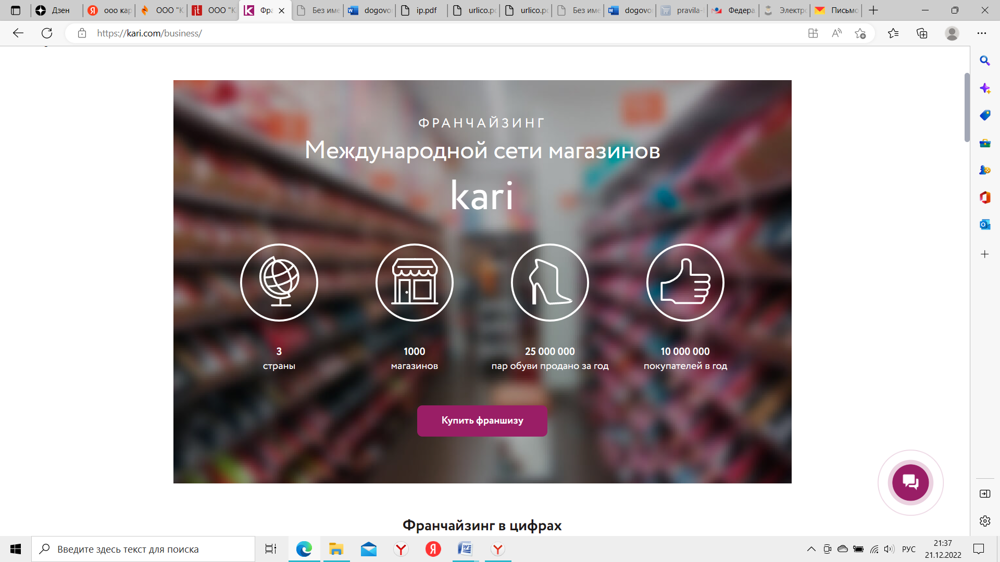 Дзен
ооо кар
ООО "К
ООО "К
Фра
Без име
dogovo
ip.pdf
urlico.pd
urlico.pd
Без име
dogovo
pravila-
Федера
Электро
Письмо
https://kari.com/business/
ФРАНЧАЙЗИНГ
Международной сети магазинов
kari
3
страны
1000
магазинов
25 000 000
пар обуви продано за год
10 000 000
покупателей в год
Купить франшизу
Франчайзинг в цифрах
Введите здесь текст для поиска
РУС
21:37
21.12.2022